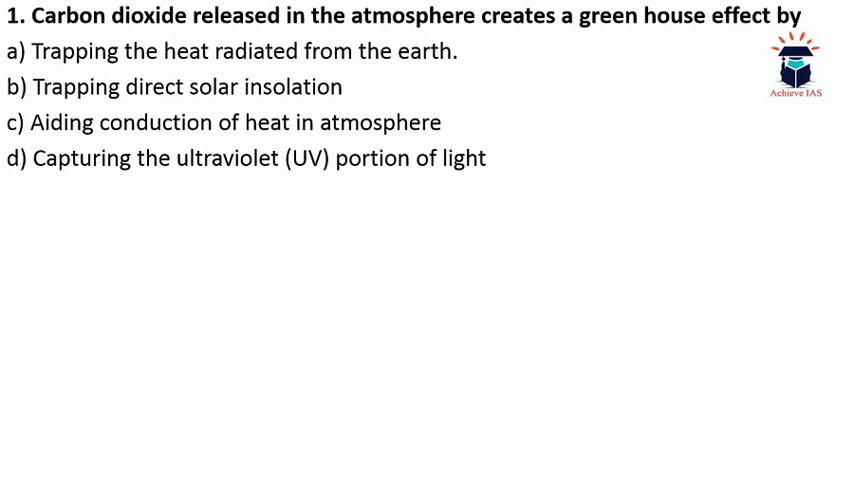 1. Carbon dioxide released in the atmosphere creates a green house effect by
a) Trapping the heat radiated from the earth.
b) Trapping direct solar insolation
c) Aiding conduction of heat in atmosphere
d) Capturing the ultraviolet (UV) portion of light
Achieve IAS